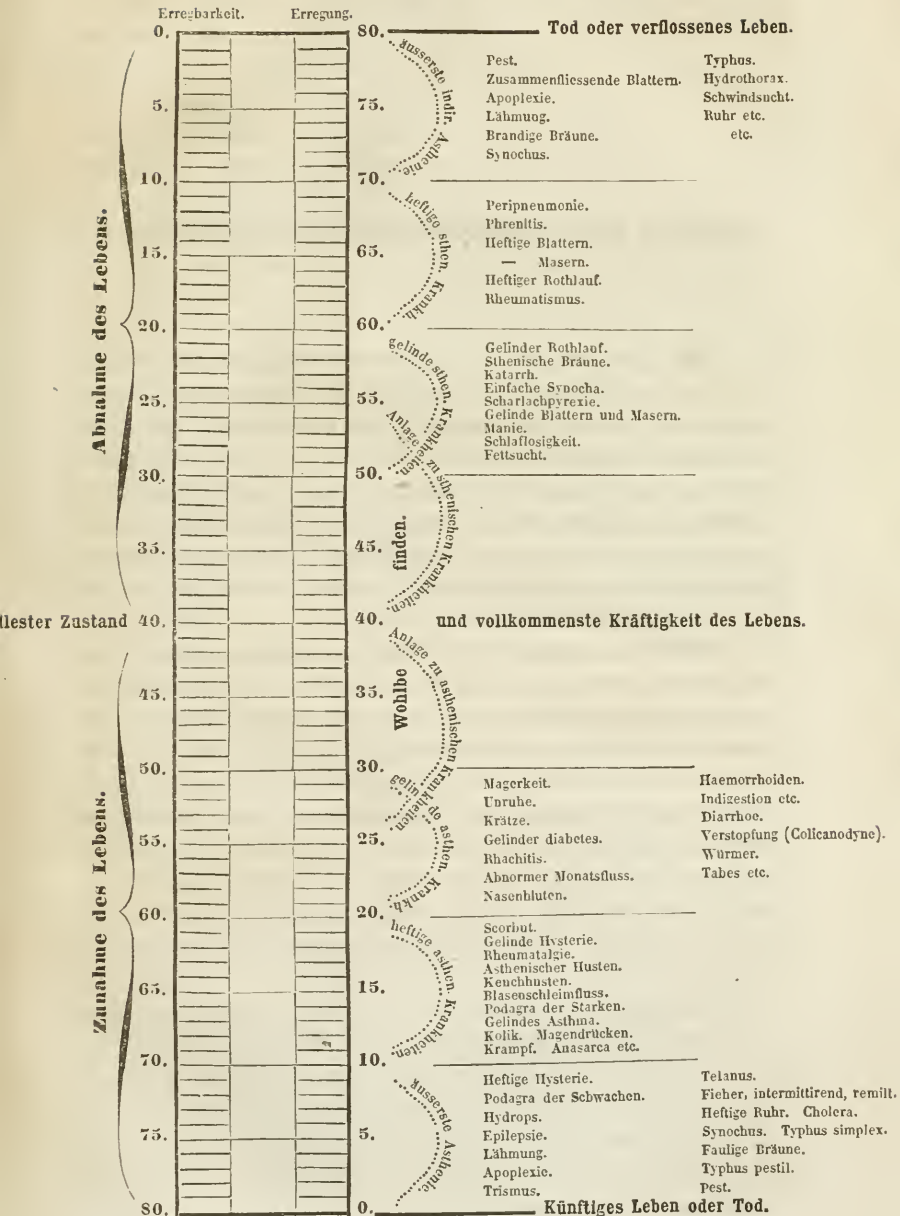 Erregbarkeit. Erregung.
0. 80. Tod oder verflossenes Leben.
äusserste indir. Asthenie
Pest. Typhus.
Zusammenfliessende Blattern. Hydrothorax.
75. Apoplexie. Schwindsucht.
5. Lähmung. Ruhr etc.
Brandige Bräune. etc.
Synochus.
10. 70.
heftige sthen. Krankh.
Peripneumonie.
Phrenitis.
15. 65. Heftige Blattern.
— Masern.
Heftiger Rothlauf.
Rheumatismus.
Abnahme des Lebens.
20. 60.
gelinde sthen. Krankheiten
Gelinder Rothlauf.
Sthenische Bräune.
Katarrh.
25. 55. Einfache Synocha.
Scharlachpyrexie.
Gelinde Blattern und Masern.
Manie.
Schlaflosigkeit.
Fettsucht.
30. 50.
Anlage zu sthenischen Krankheiten.
35. 45. finden.
llester Zustand 40. 40. und vollkommenste Kräftigkeit des Lebens.
Anlage zu asthenischen Krankheiten
45. 35. Wohlbe
50. 30.
gelinde asthen. Krankh.
Magerkeit. Haemorrhoiden.
Unruhe. Indigestion etc.
Krätze. Diarrhoe.
55. 25. Gelinder diabetes. Verstopfung (Colicanodyne).
Rhachitis. Würmer.
Abnormer Monatsfluss. Tabes etc.
Nasenbluten.
Zunahme des Lebens.
60. 20.
heftige asthen. Krankheiten
Scorbut.
Gelinde Hysterie.
Rheumatalgie.
Asthenischer Husten.
65. 15. Keuchhusten.
Blasenschleimfluss.
Podagra der Starken.
Gelindes Asthma.
Kolik. Magendrücken.
Krampf. Anasarca etc.
70. 10.
äusserste Asthenie.
Heftige Hysterie. Tetanus.
Podagra der Schwachen. Fieber, intermittirend, remitt.
Hydrops. Heftige Ruhr. Cholera.
75. 5. Epilepsie. Synochus. Typhus simplex.
Lähmung. Faulige Bräune.
Apoplexie. Typhus pestil.
Trismus. Pest.
80. 0. Künftiges Leben oder Tod.